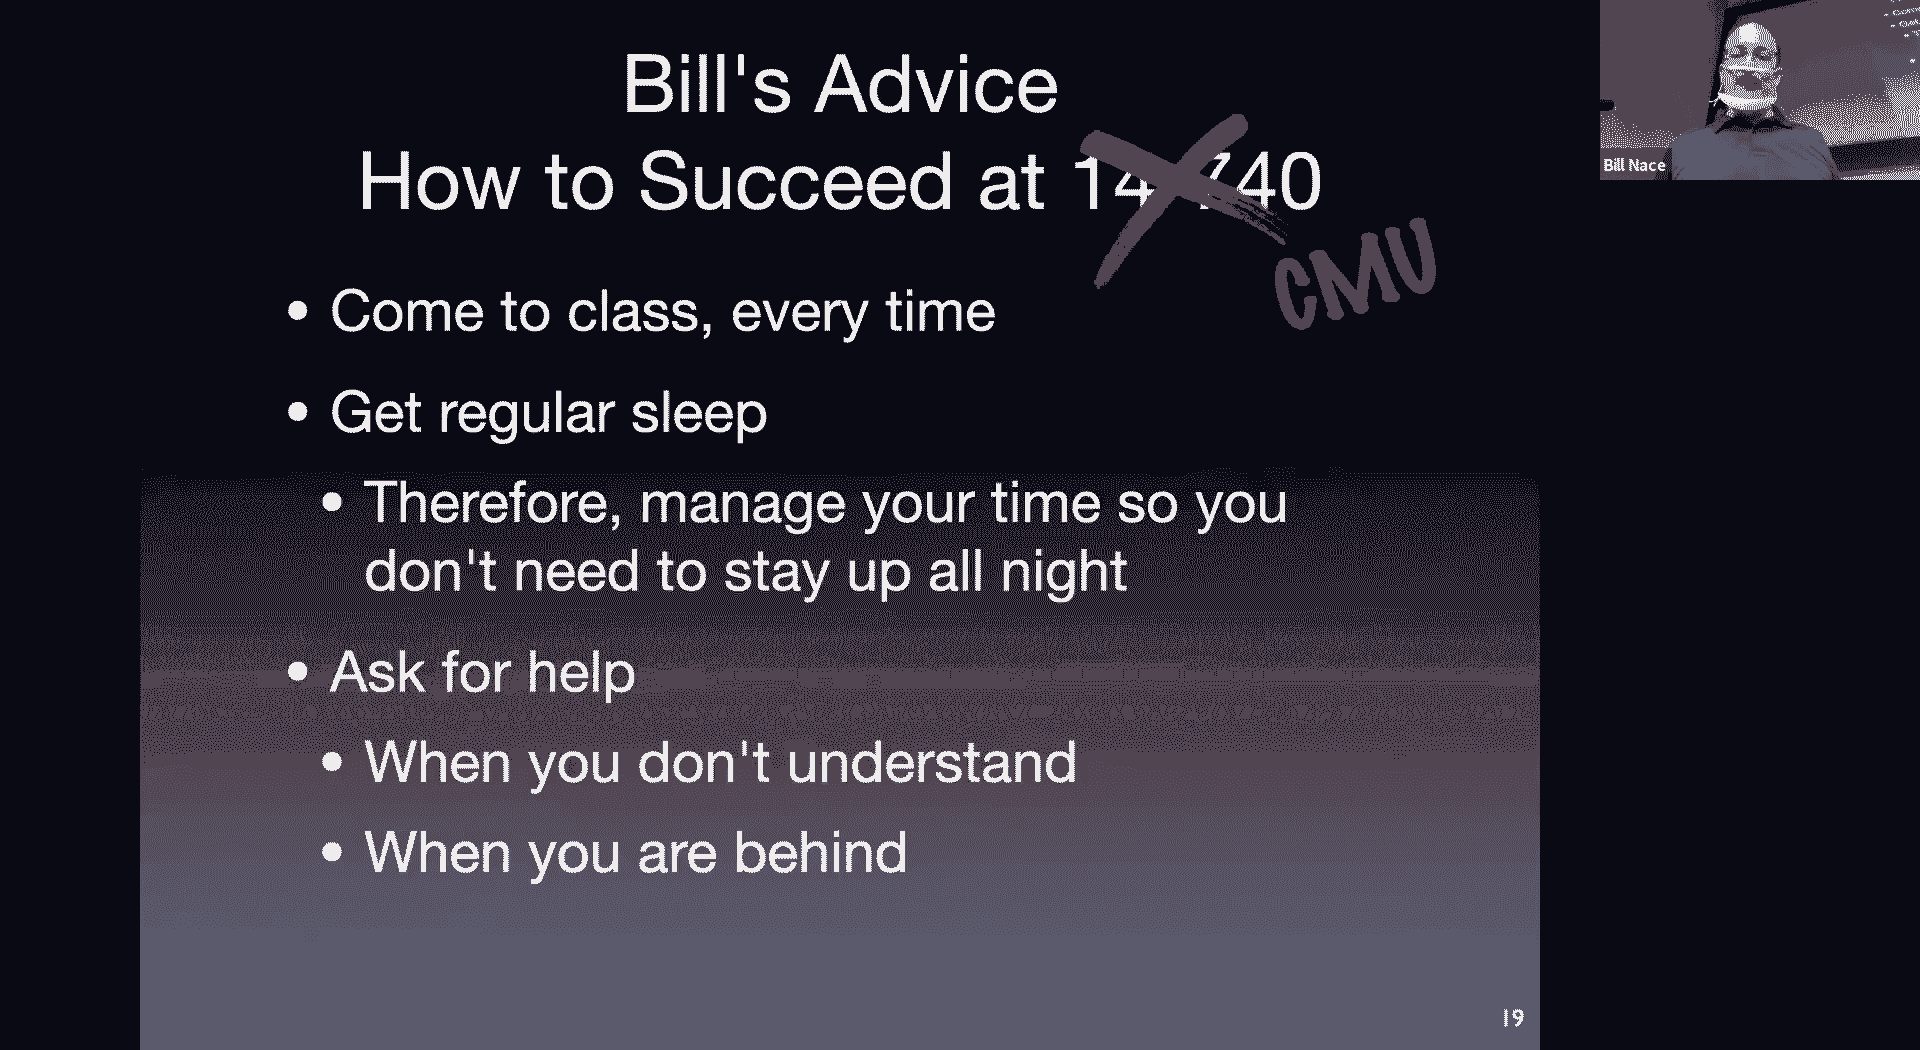 Bill's Advice
How to Succeed at 14-740
CMU
• Come to class, every time
• Get regular sleep
• Therefore, manage your time so you
don't need to stay up all night
• Ask for help
• When you don't understand
• When you are behind
19
Bill Nace